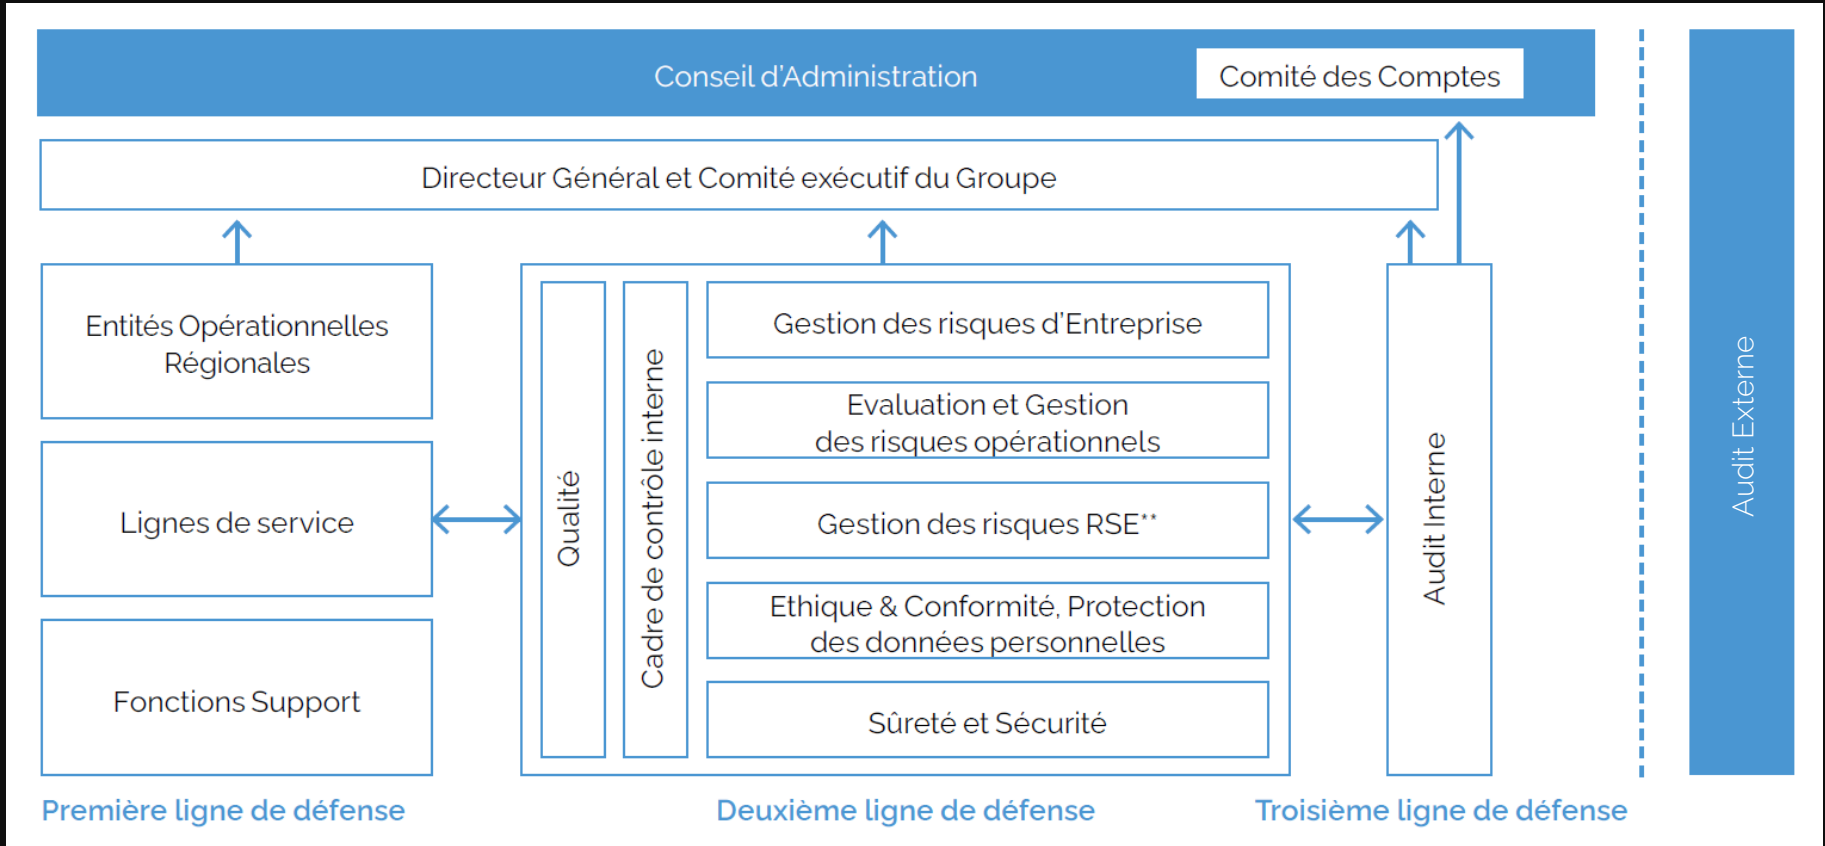 Conseil d'Administration
Comité des Comptes
Directeur Général et Comité exécutif du Groupe
Entités Opérationnelles
Régionales
Lignes de service
Fonctions Support
Qualité
Cadre de contrôle interne
Gestion des risques d'Entreprise
Evaluation et Gestion
des risques opérationnels
Gestion des risques RSE**
Ethique & Conformité, Protection
des données personnelles
Sûreté et Sécurité
Audit Interne
Audit Externe
Première ligne de défense
Deuxième ligne de défense
Troisième ligne de défense